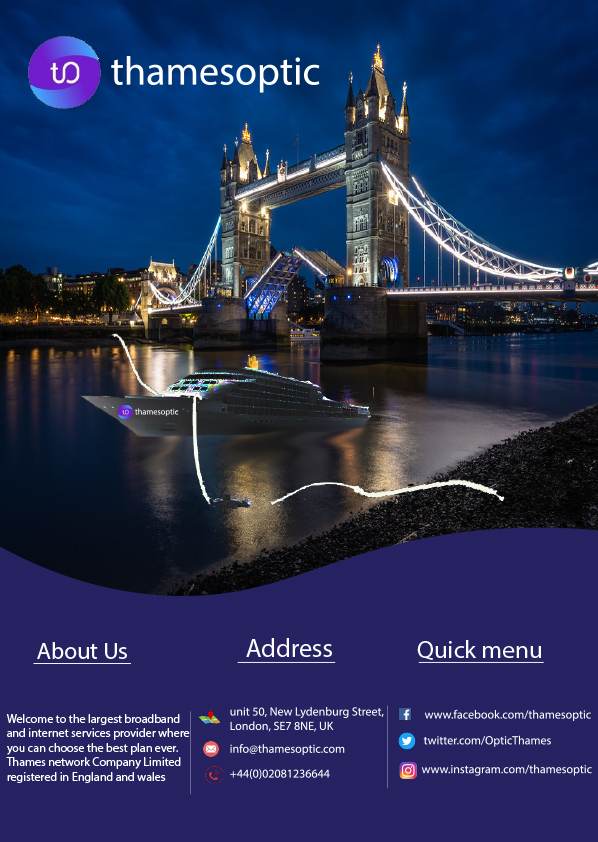 to thamesoptic
to thamesoptic
About Us
Address
Quick menu
Welcome to the largest broadband
and internet services provider where
you can choose the best plan ever.
Thames network Company Limited
registered in England and wales
unit 50, New Lydenburg Street,
London, SE7 8NE, UK
info@thamesoptic.com
+44(0)02081236644
www.facebook.com/thamesoptic
twitter.com/OpticThames
www.instagram.com/thamesoptic